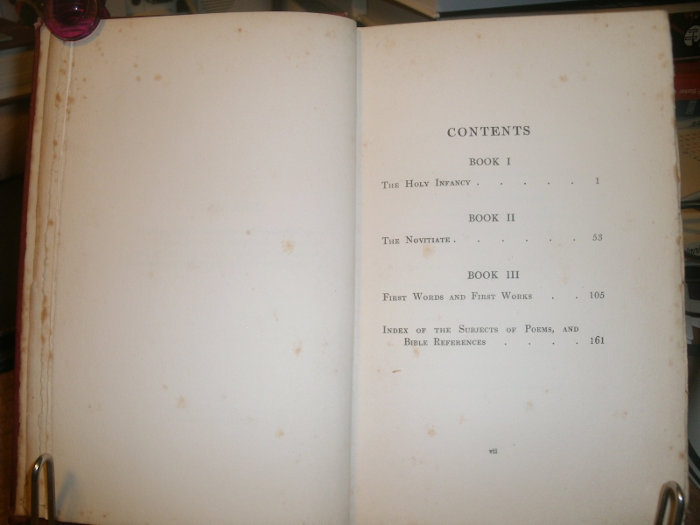 CONTENTS
BOOK I
The Holy Infancy . . . . . 1
BOOK II
The Novitiate . . . . . . 53
BOOK III
First Words and First Works . . 105
Index of the Subjects of Poems, and
Bible References . . . . 161
vii